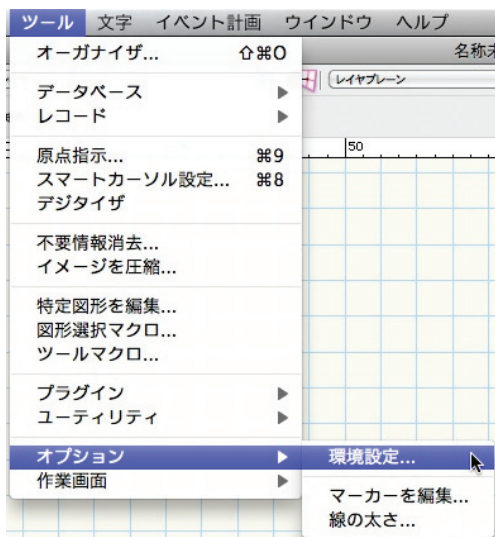 ツール 文字 イベント計画 ウインドウ ヘルプ
名称未
オーガナイザ... ⇧⌘O
レイヤプレーン
データベース ▶
レコード ▶
50
原点指示... ⌘9
スマートカーソル設定... ⌘8
デジタイザ
不要情報消去...
イメージを圧縮...
特定図形を編集...
図形選択マクロ...
ツールマクロ...
プラグイン ▶
ユーティリティ ▶
オプション ▶ 環境設定...
作業画面 ▶
マーカーを編集...
線の太さ...